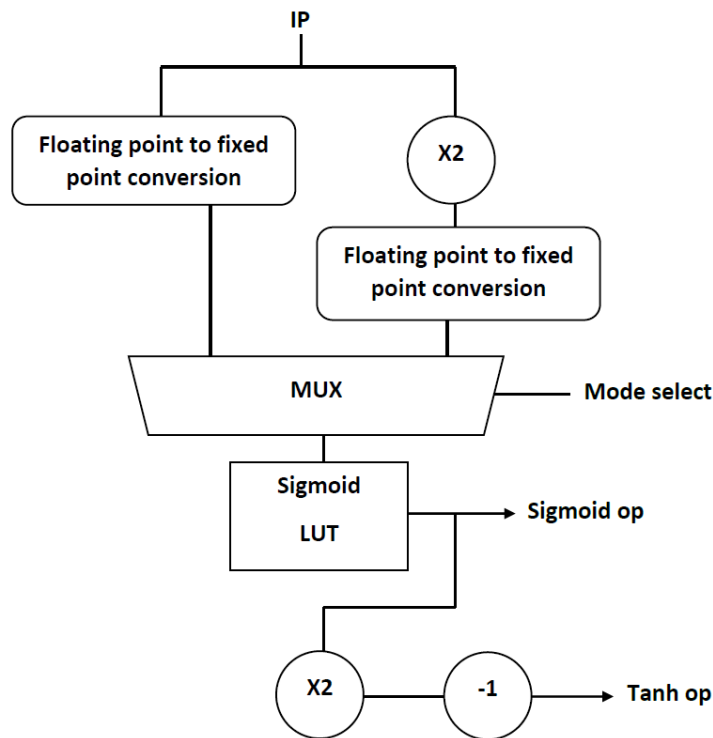 IP
Floating point to fixed
point conversion
X2
Floating point to fixed
point conversion
MUX
Mode select
Sigmoid
LUT
Sigmoid op
X2
-1
Tanh op